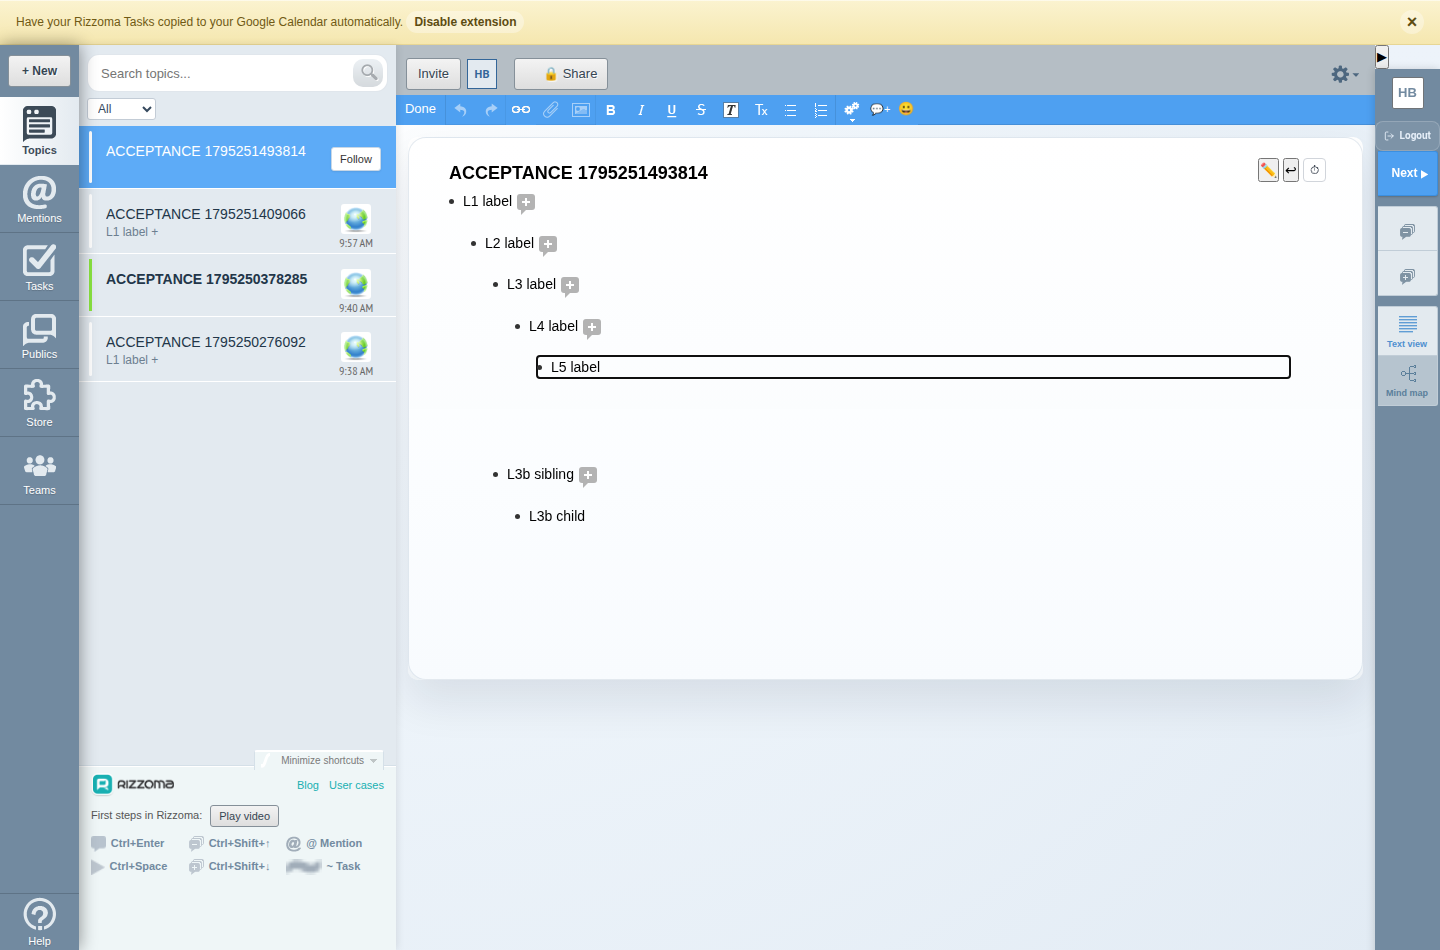 Have your Rizzoma Tasks copied to your Google Calendar automatically. Disable extension ✕
+ New
Topics
Mentions
Tasks
Publics
Store
Teams
Help
Search topics...
All
ACCEPTANCE 1795251493814
Follow
ACCEPTANCE 1795251409066
L1 label +
9:57 AM
ACCEPTANCE 1795250378285
9:40 AM
ACCEPTANCE 1795250276092
L1 label +
9:38 AM
Minimize shortcuts
RIZZOMA
Blog User cases
First steps in Rizzoma: Play video
Ctrl+Enter Ctrl+Shift+↑ @ Mention
Ctrl+Space Ctrl+Shift+↓ ~ Task
Invite HB 🔒 Share
Done B I U S T Tx
ACCEPTANCE 1795251493814
L1 label
L2 label
L3 label
L4 label
L5 label
L3b sibling
L3b child
HB
Logout
Next ▶
Text view
Mind map